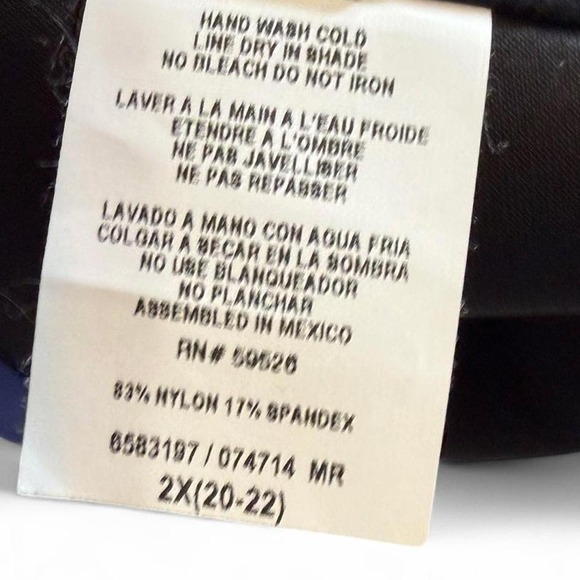 HAND WASH COLD
LINE DRY IN SHADE
NO BLEACH DO NOT IRON
LAVER A LA MAIN A L'EAU FROIDE
ETENDRE A L'OMBRE
NE PAS JAVELLISER
NE PAS REPASSER
LAVADO A MANO CON AGUA FRIA
COLGAR A SECAR EN LA SOMBRA
NO USE BLANQUEADOR
NO PLANCHAR
ASSEMBLED IN MEXICO
RN# 59526
83% NYLON 17% SPANDEX
6583197 / 074714 MR
2X(20-22)